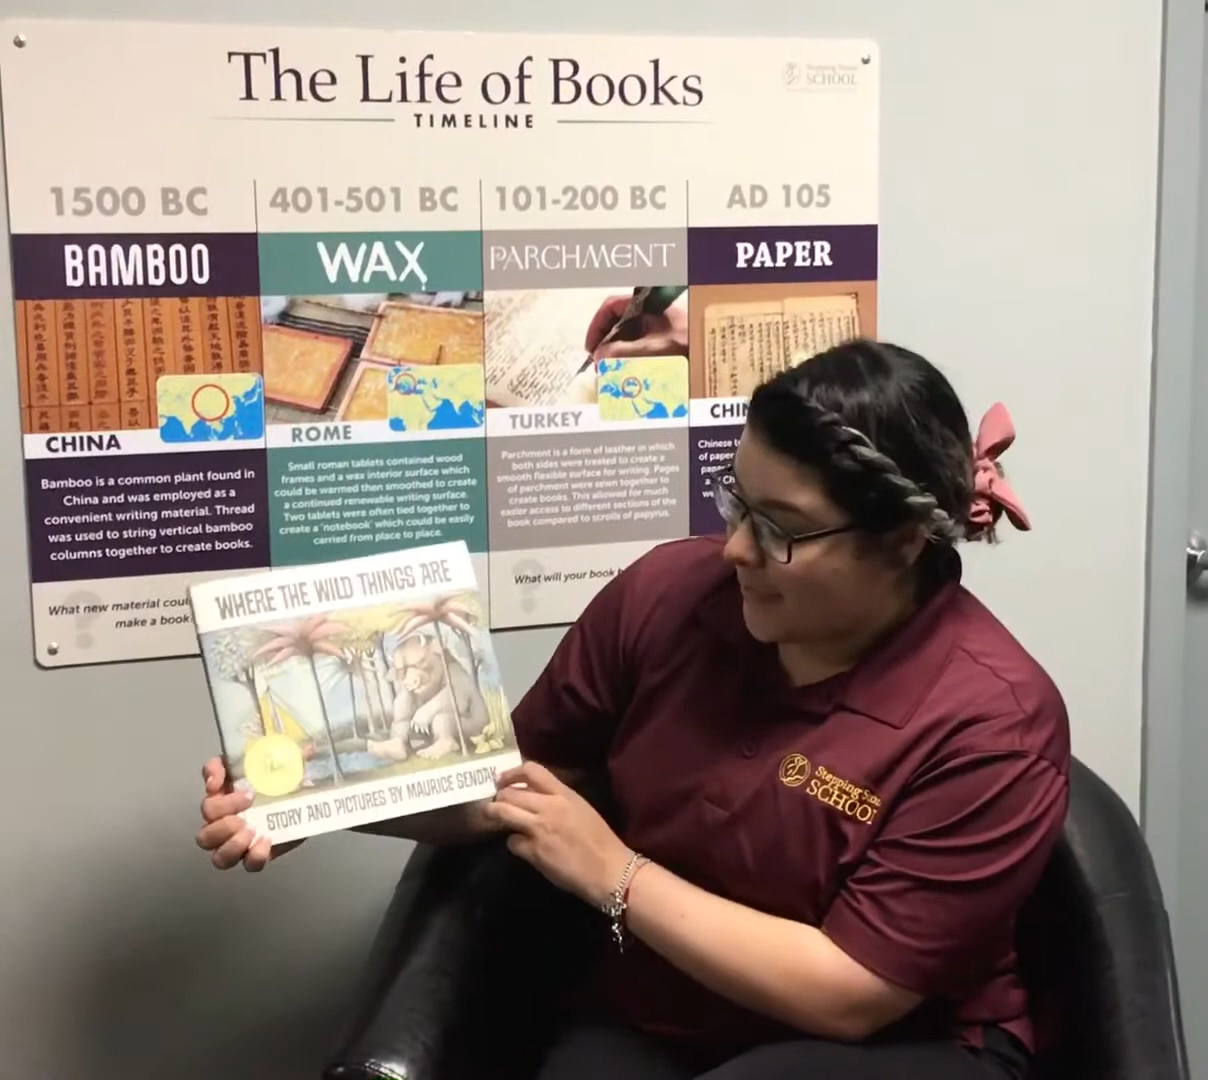 The Life of Books
TIMELINE
Stepping Stone
SCHOOL
1500 BC
BAMBOO
CHINA
Bamboo is a common plant found in
China and was employed as a
convenient writing material. Thread
was used to string vertical bamboo
columns together to create books.
What new material
make a book
401-501 BC
WAX
ROME
Small roman tablets contained wood
frames and a wax interior surface which
could be warmed then smoothed to create
a continued renewable writing surface.
Two tablets were often tied together to
create a 'notebook' which could be easily
carried from place to place.
101-200 BC
PARCHMENT
TURKEY
Parchment is a form of leather in which
both sides were treated to create a
smooth flexible surface for writing. Pages
of parchment were sewn together to
create books. This allowed for much
easier access to different sections of the
book compared to scrolls of papyrus.
What will your book
AD 105
PAPER
Chinese
of paper
WHERE THE WILD THINGS ARE
STORY AND PICTURES BY MAURICE SENDAK
Stepping Stone
SCHOOL